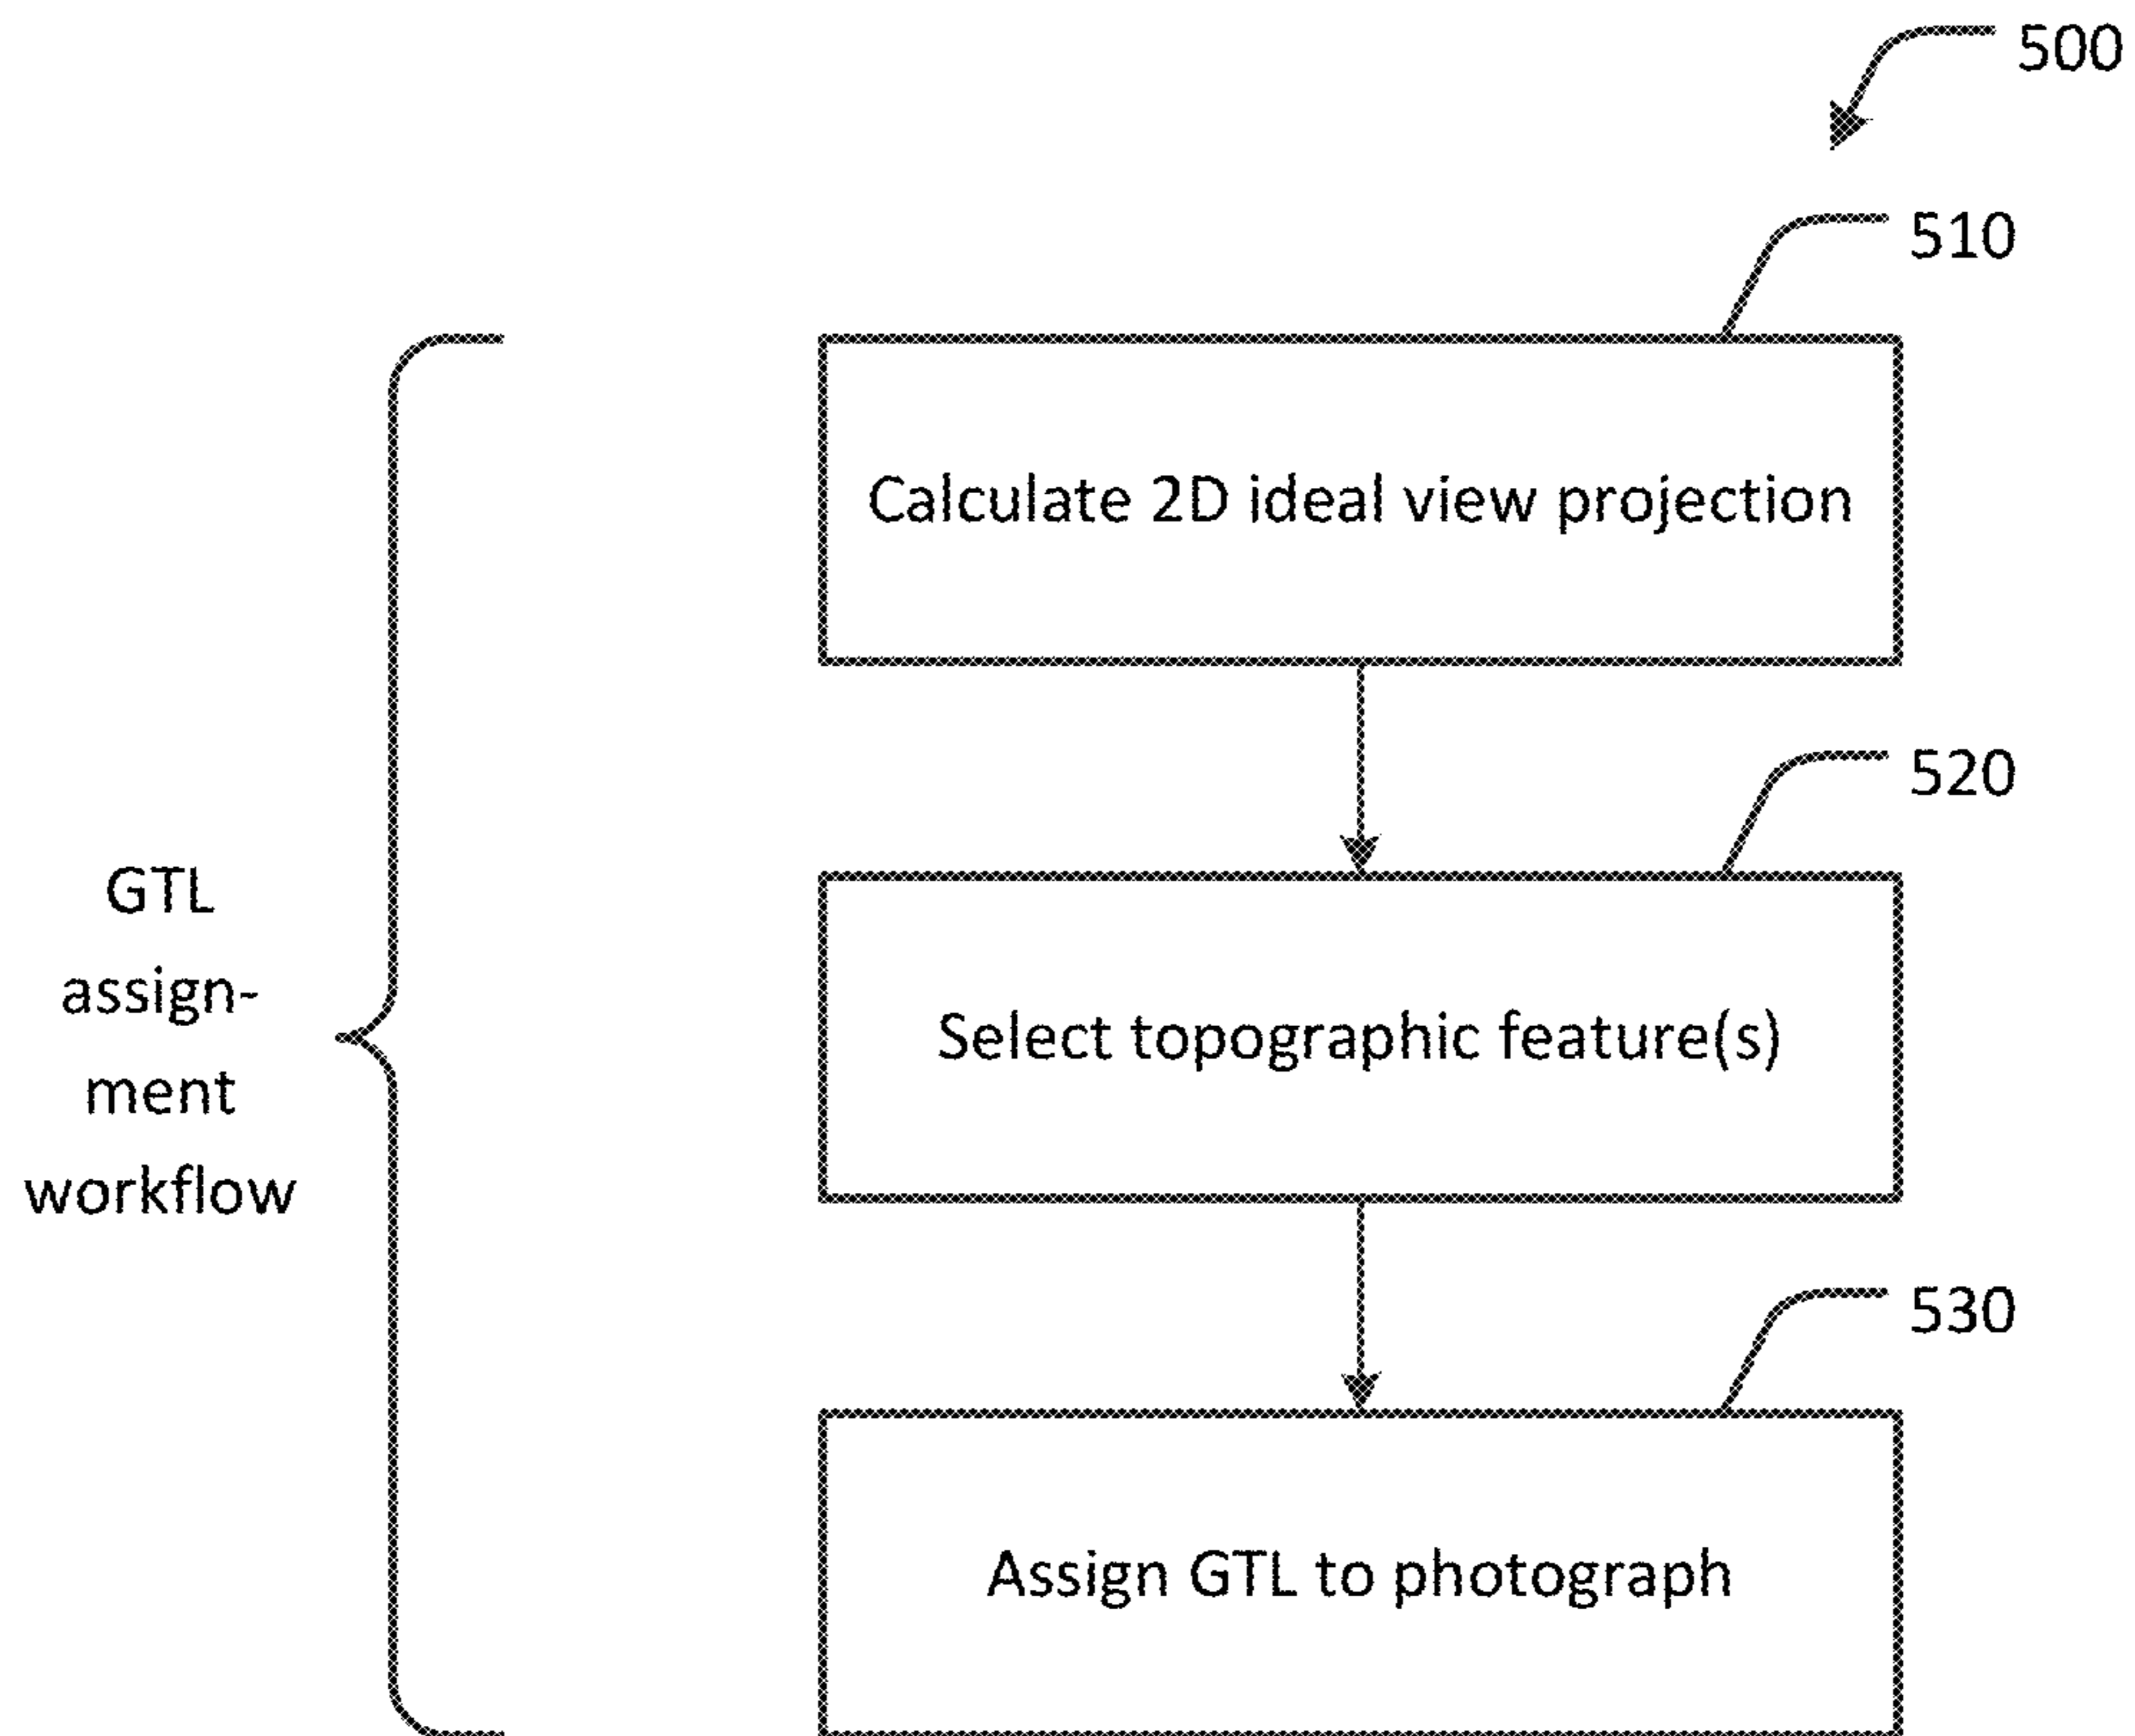 500
510
Calculate 2D ideal view projection
520
GTL
assign-
ment
workflow
Select topographic feature(s)
530
Assign GTL to photograph